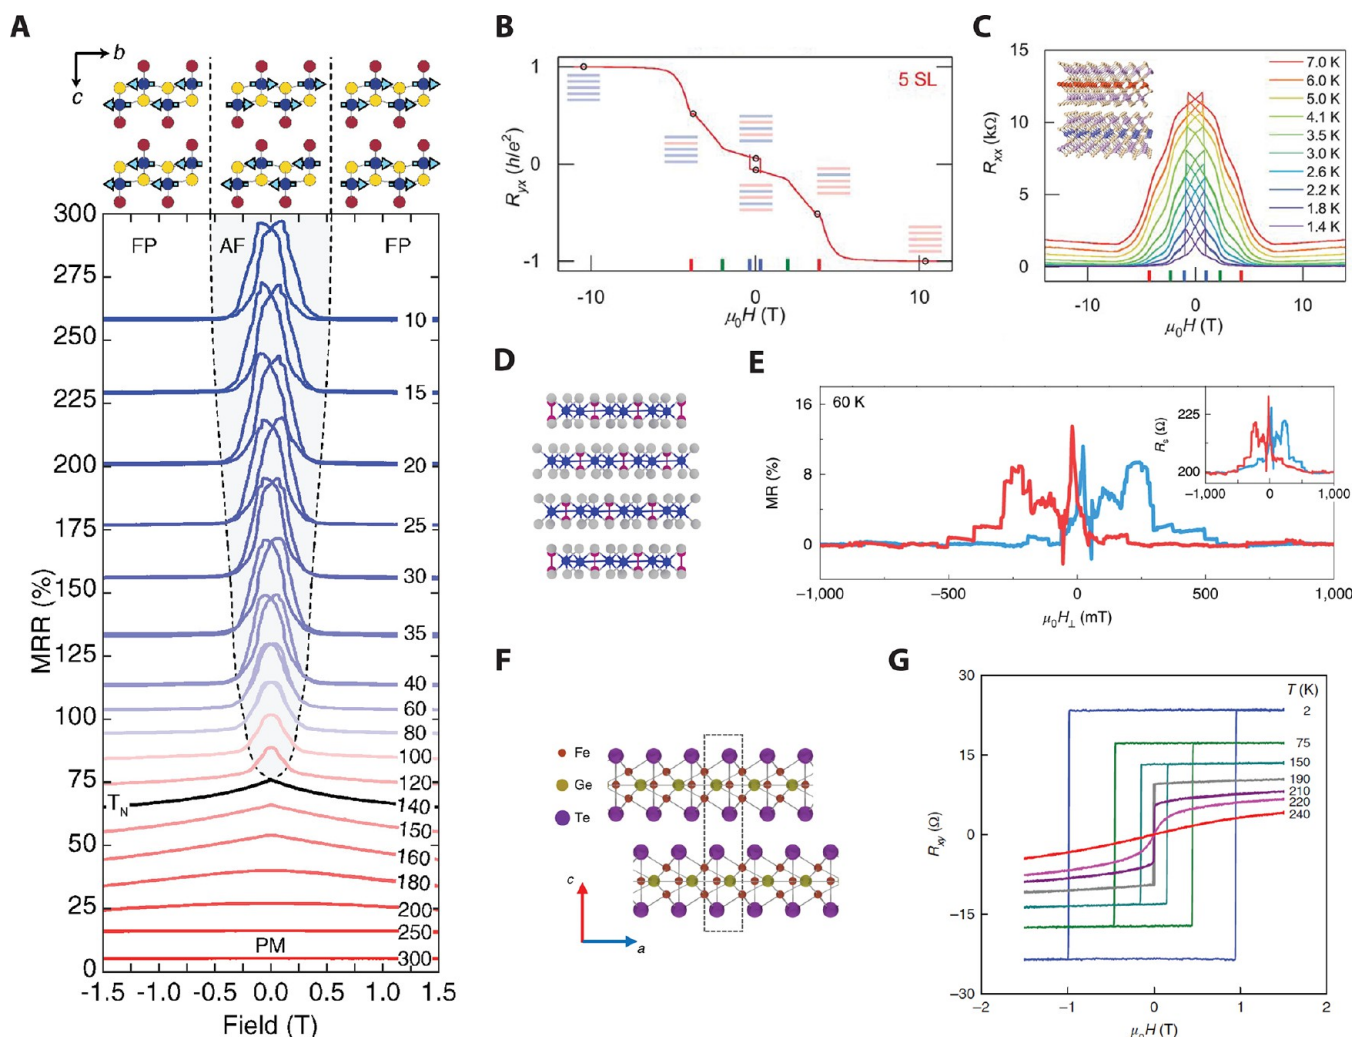 A
b
c
300
275
250
225
200
175
150
125
100
75
50
25
0
MRR (%)
FP
AF
FP
10
15
20
25
30
35
40
60
80
100
120
T_N
140
150
160
180
200
250
PM
300
-1.5
-1.0
-0.5
0.0
0.5
1.0
1.5
Field (T)
B
1
0
-1
R_yx (h/e²)
5 SL
-10
0
10
μ₀H (T)
C
15
10
5
0
R_xx (kΩ)
7.0 K
6.0 K
5.0 K
4.1 K
3.5 K
3.0 K
2.6 K
2.2 K
1.8 K
1.4 K
-10
0
10
μ₀H (T)
D
E
16
8
0
MR (%)
60 K
225
200
R_s (Ω)
−1,000
0
1,000
−1,000
−500
0
500
1,000
μ₀H⊥ (mT)
F
Fe
Ge
Te
c
a
G
30
15
0
−15
−30
R_xy (Ω)
T (K)
2
75
150
190
210
220
240
−2
−1
0
1
2
μ₀H (T)